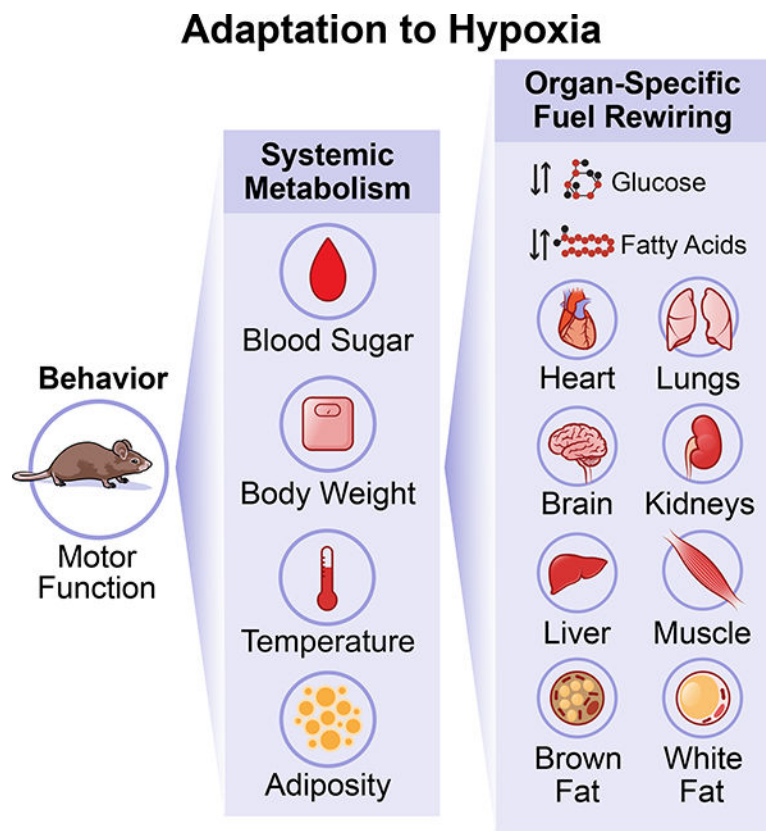 Adaptation to Hypoxia
Behavior
Motor
Function
Systemic
Metabolism
Blood Sugar
Body Weight
Temperature
Adiposity
Organ-Specific
Fuel Rewiring
↓↑ Glucose
↓↑ Fatty Acids
Heart
Lungs
Brain
Kidneys
Liver
Muscle
Brown
Fat
White
Fat